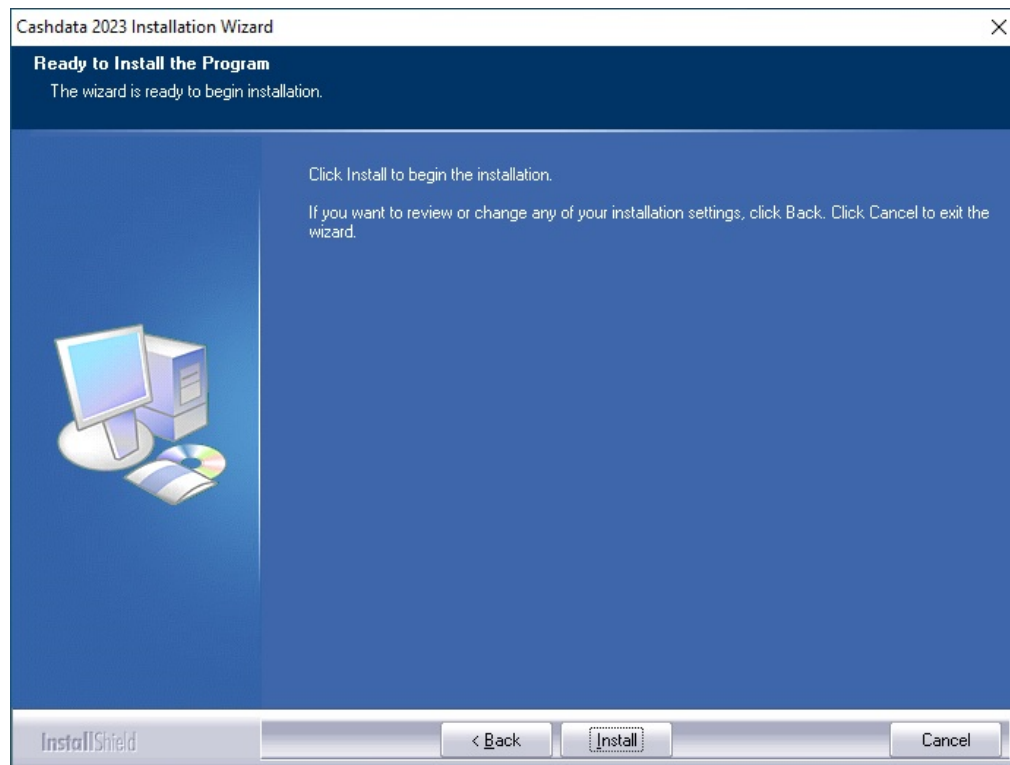 Cashdata 2023 Installation Wizard
Ready to Install the Program
The wizard is ready to begin installation.
Click Install to begin the installation.
If you want to review or change any of your installation settings, click Back. Click Cancel to exit the
wizard.
InstallShield
< Back
Install
Cancel